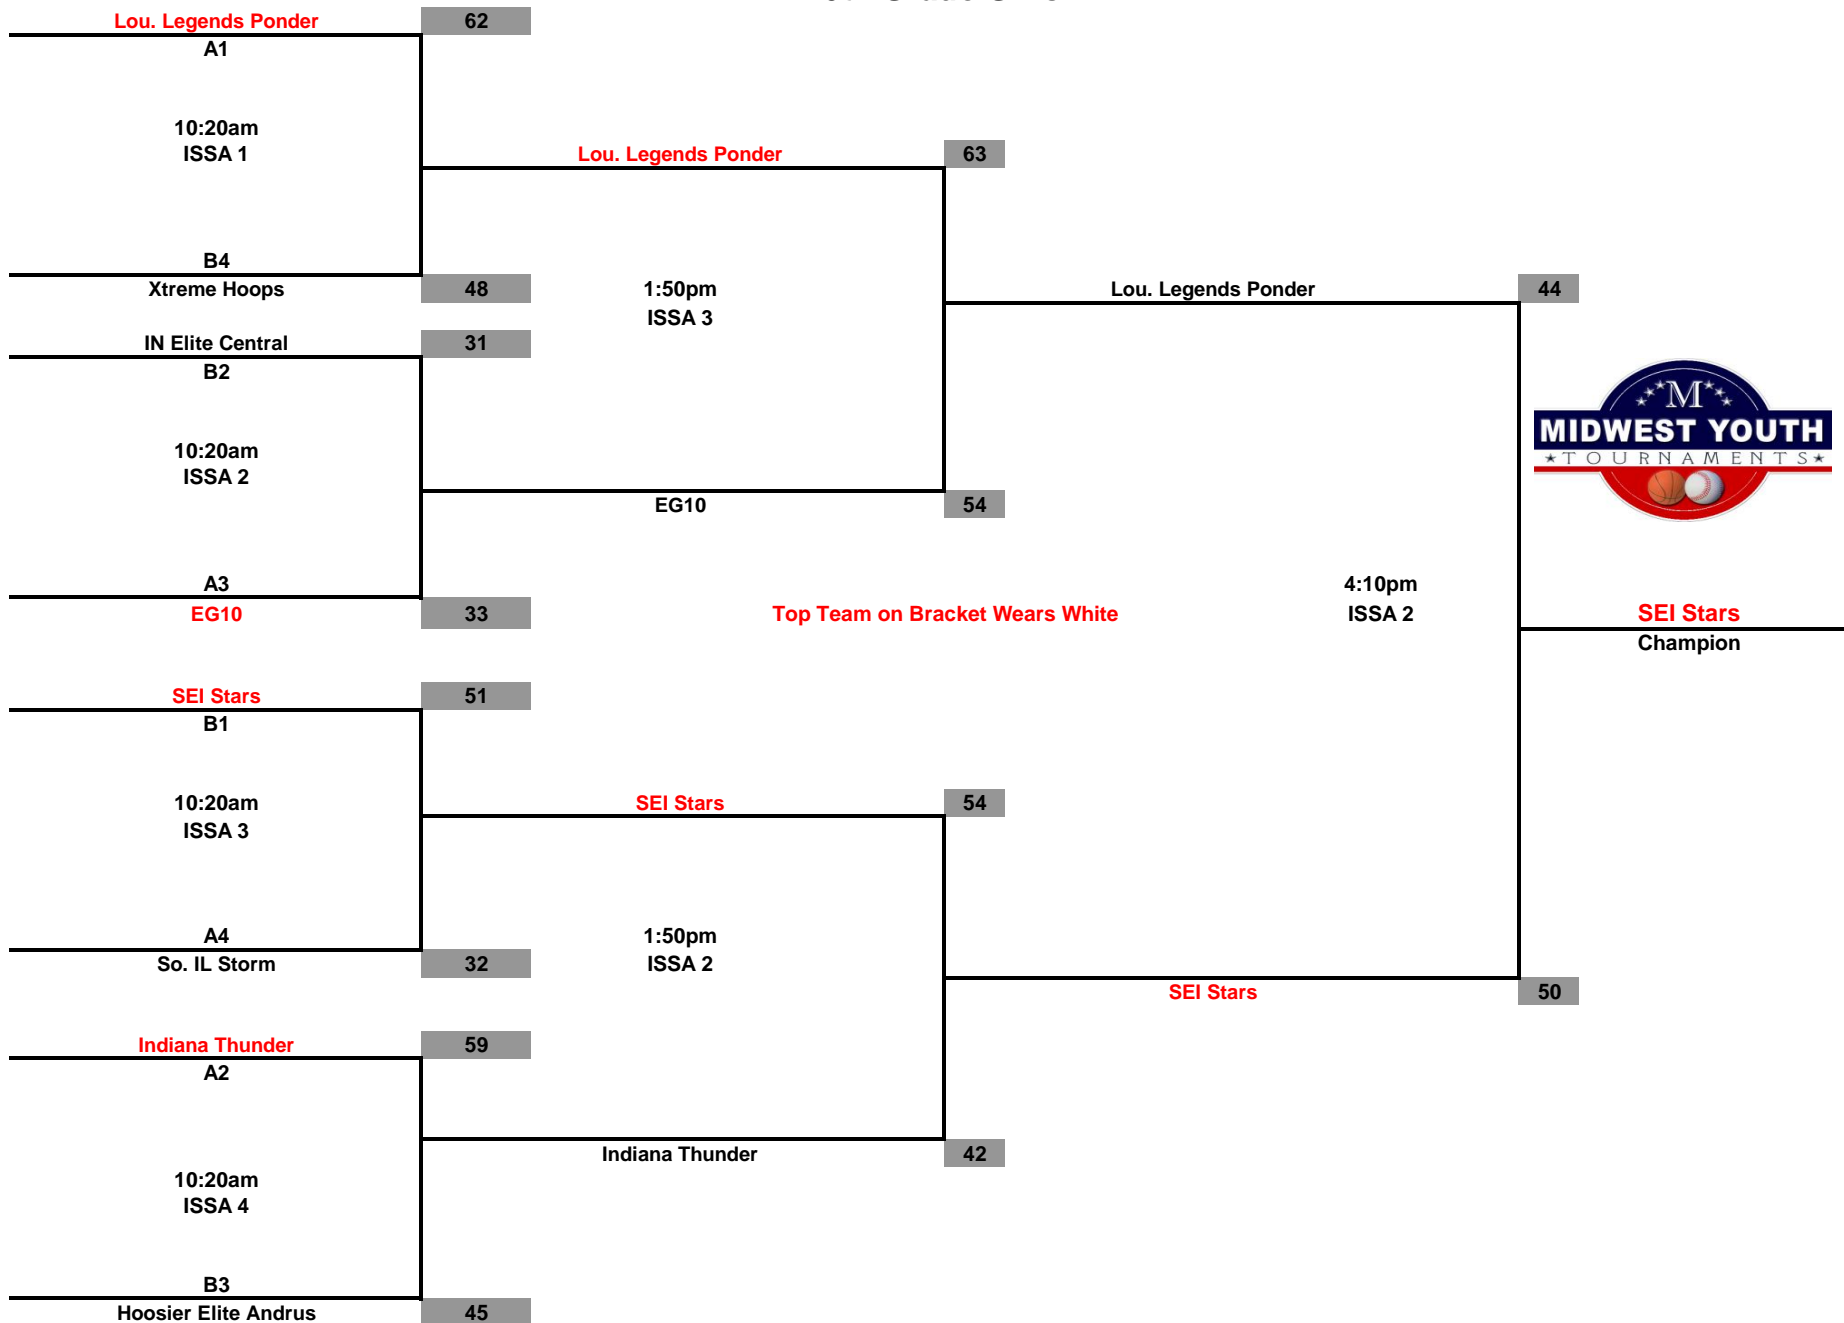 Lou. Legends Ponder 62
A1
10:20am
ISSA 1
Lou. Legends Ponder 63
B4
Xtreme Hoops 48
1:50pm
ISSA 3
Lou. Legends Ponder 44
IN Elite Central 31
B2
10:20am
ISSA 2
EG10 54
A3
EG10 33
Top Team on Bracket Wears White
4:10pm
ISSA 2
M
MIDWEST YOUTH
TOURNAMENTS
SEI Stars
Champion
SEI Stars 51
B1
10:20am
ISSA 3
SEI Stars 54
A4
So. IL Storm 32
1:50pm
ISSA 2
SEI Stars 50
Indiana Thunder 59
A2
Indiana Thunder 42
10:20am
ISSA 4
B3
Hoosier Elite Andrus 45